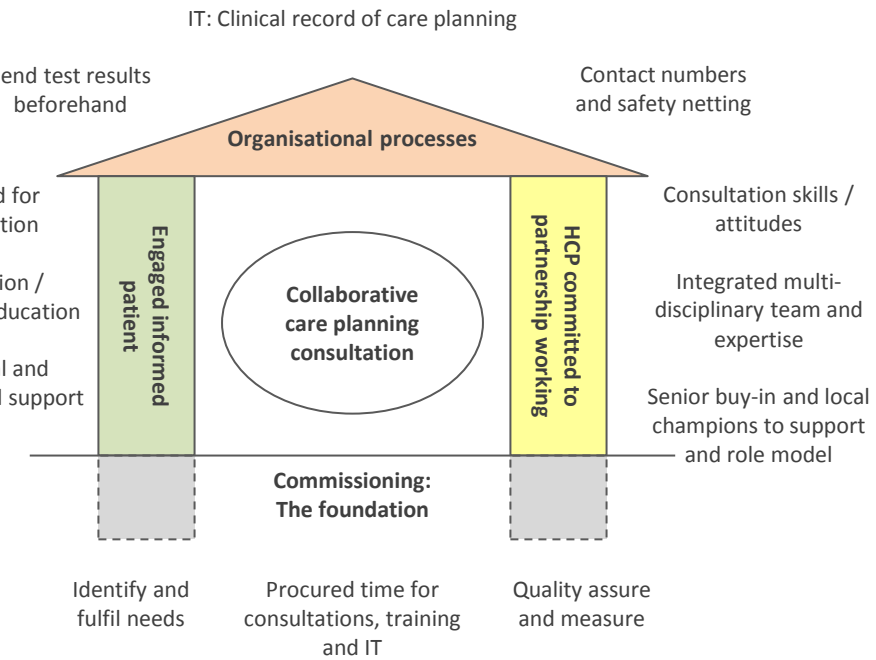 IT: Clinical record of care planning
end test results
beforehand
Contact numbers
and safety netting
Organisational processes
for
Engaged informed
patient
Collaborative
care planning
consultation
HCP committed to
partnership working
/
and
support
Consultation skills /
attitudes
Integrated multi-
disciplinary team and
expertise
Senior buy-in and local
champions to support
and role model
Commissioning:
The foundation
Identify and
fulfil needs
Procured time for
consultations, training
and IT
Quality assure
and measure